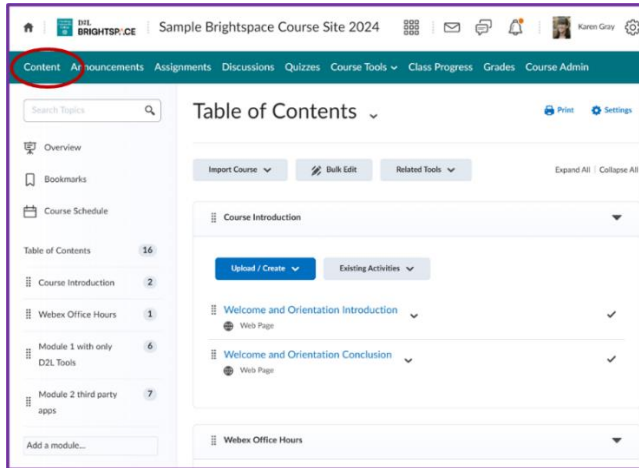 D2L
BRIGHTSPACE
Sample Brightspace Course Site 2024
Karen Gray
Content Announcements Assignments Discussions Quizzes Course Tools Class Progress Grades Course Admin
Search Topics
Overview
Bookmarks
Course Schedule
Table of Contents 16
Course Introduction 2
Webex Office Hours 1
Module 1 with only 6
D2L Tools
Module 2 third party 7
apps
Add a module...
Table of Contents
Print Settings
Import Course Bulk Edit Related Tools Expand All | Collapse All
Course Introduction
Upload / Create Existing Activities
Welcome and Orientation Introduction
Web Page
Welcome and Orientation Conclusion
Web Page
Webex Office Hours